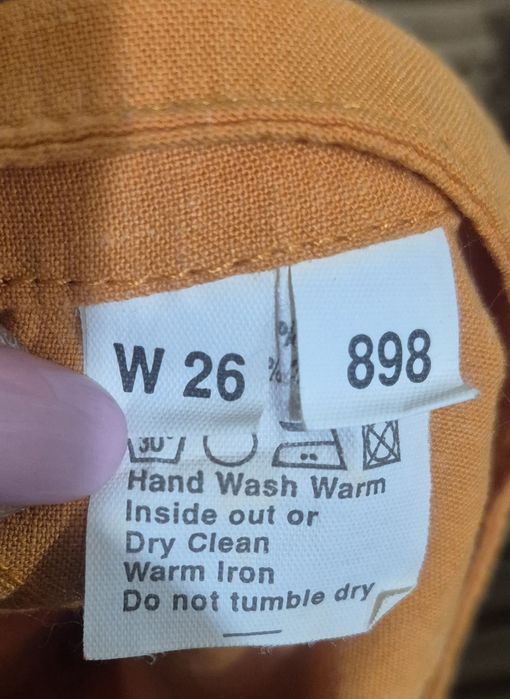 W 26
898
30°
Hand Wash Warm
Inside out or
Dry Clean
Warm Iron
Do not tumble dry